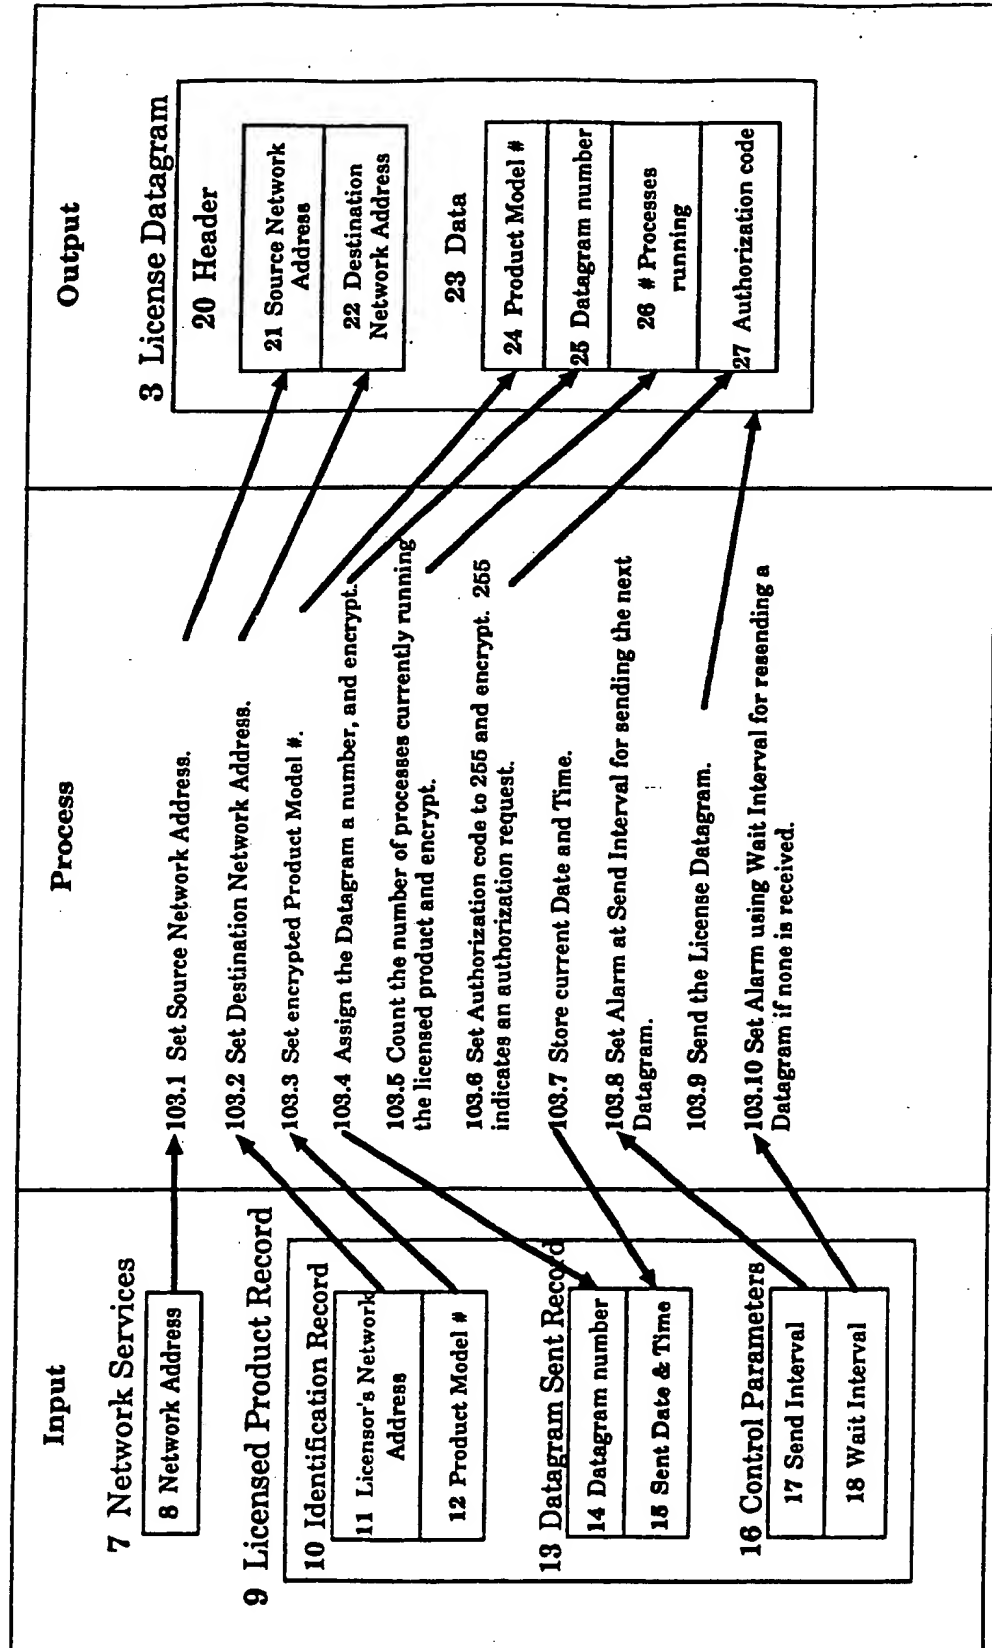 Input
7 Network Services
8 Network Address
9 Licensed Product Record
10 Identification Record
11 Licensor's Network
Address
12 Product Model #
13 Datagram Sent Record
14 Datagram number
15 Sent Date & Time
16 Control Parameters
17 Send Interval
18 Wait Interval
Process
103.1 Set Source Network Address.
103.2 Set Destination Network Address.
103.3 Set encrypted Product Model #.
103.4 Assign the Datagram a number, and encrypt.
103.5 Count the number of processes currently running
the licensed product and encrypt.
103.6 Set Authorization code to 255 and encrypt. 255
indicates an authorization request.
103.7 Store current Date and Time.
103.8 Set Alarm at Send Interval for sending the next
Datagram.
103.9 Send the License Datagram.
103.10 Set Alarm using Wait Interval for resending a
Datagram if none is received.
Output
3 License Datagram
20 Header
21 Source Network
Address
22 Destination
Network Address
23 Data
24 Product Model #
25 Datagram number
26 # Processes
running
27 Authorization code